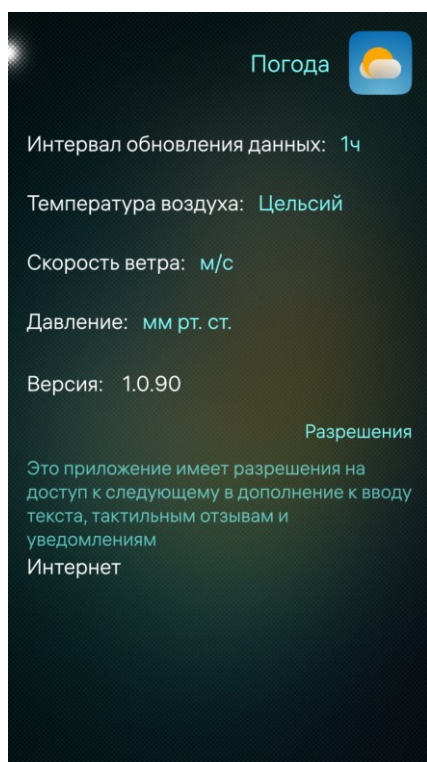 Погода
Интервал обновления данных: 1ч
Температура воздуха: Цельсий
Скорость ветра: м/с
Давление: мм рт. ст.
Версия: 1.0.90
Разрешения
Это приложение имеет разрешения на
доступ к следующему в дополнение к вводу
текста, тактильным отзывам и
уведомлениям
Интернет